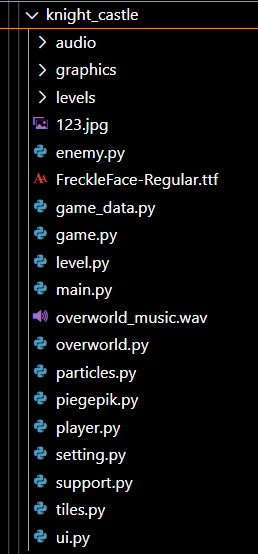 knight_castle
audio
graphics
levels
123.jpg
enemy.py
FreckleFace-Regular.ttf
game_data.py
game.py
level.py
main.py
overworld_music.wav
overworld.py
particles.py
piegepik.py
player.py
setting.py
support.py
tiles.py
ui.py